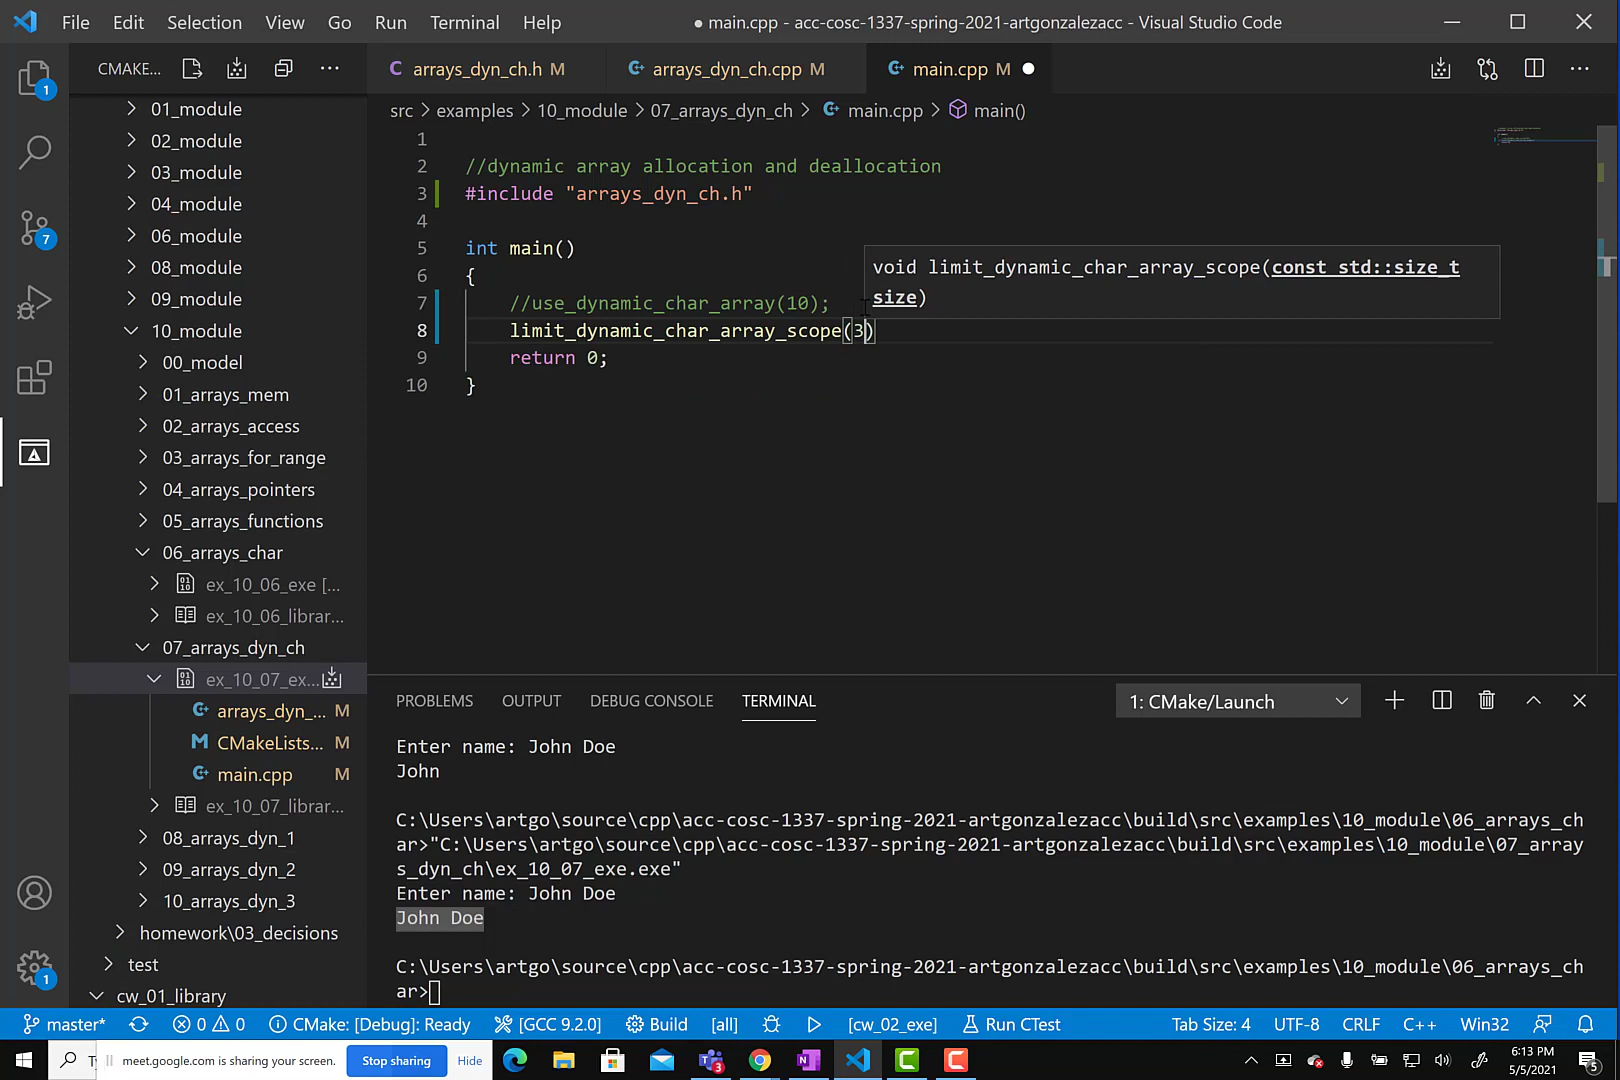 File Edit Selection View Go Run Terminal Help
● main.cpp - acc-cosc-1337-spring-2021-artgonzalezacc - Visual Studio Code
CMAKE...
arrays_dyn_ch.h M
arrays_dyn_ch.cpp M
main.cpp M
src > examples > 10_module > 07_arrays_dyn_ch > main.cpp > main()
1
7
1
01_module
02_module
03_module
04_module
06_module
08_module
09_module
10_module
00_model
01_arrays_mem
02_arrays_access
03_arrays_for_range
04_arrays_pointers
05_arrays_functions
06_arrays_char
ex_10_06_exe [...
ex_10_06_librar...
07_arrays_dyn_ch
ex_10_07_ex...
arrays_dyn_... M
CMakeLists... M
main.cpp M
ex_10_07_librar...
08_arrays_dyn_1
09_arrays_dyn_2
10_arrays_dyn_3
homework\03_decisions
test
cw_01_library
1
2 //dynamic array allocation and deallocation
3 #include "arrays_dyn_ch.h"
4
5 int main()
6 {
7 //use_dynamic_char_array(10);
8 limit_dynamic_char_array_scope(3)
9 return 0;
10 }
void limit_dynamic_char_array_scope(const std::size_t
size)
PROBLEMS OUTPUT DEBUG CONSOLE TERMINAL
1: CMake/Launch
Enter name: John Doe
John
C:\Users\artgo\source\cpp\acc-cosc-1337-spring-2021-artgonzalezacc\build\src\examples\10_module\06_arrays_ch
ar>"C:\Users\artgo\source\cpp\acc-cosc-1337-spring-2021-artgonzalezacc\build\src\examples\10_module\07_array
s_dyn_ch\ex_10_07_exe.exe"
Enter name: John Doe
John Doe
C:\Users\artgo\source\cpp\acc-cosc-1337-spring-2021-artgonzalezacc\build\src\examples\10_module\06_arrays_ch
ar>
master* 0 0 CMake: [Debug]: Ready [GCC 9.2.0] Build [all] [cw_02_exe] Run CTest Tab Size: 4 UTF-8 CRLF C++ Win32
meet.google.com is sharing your screen. Stop sharing Hide
3
6:13 PM
5/5/2021
5